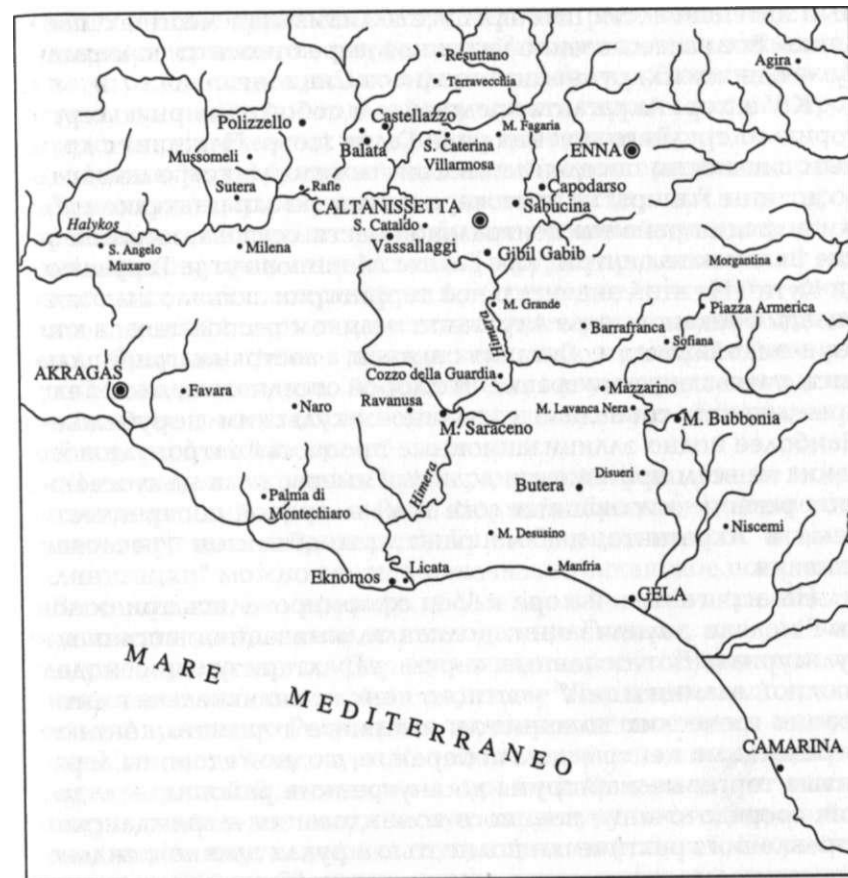 Resuttano
Agira
Terravecchia
Polizzello
Castellazzo
M. Fagaria
Balate
S. Caterina
Villarmosa
ENNA
Mussomeli
Sutera
Rafle
Capodarso
CALTANISSETTA
Sabucina
Halykos
S. Cataldo
S. Angelo
Muxaro
Milena
Vassallaggi
Gibil Gabib
Morgantina
M. Grande
Piazza Armerica
Barrafranca
Sofiana
AKRAGAS
Favara
Cozzo della Guardia
Mazzarino
Naro
Ravanusa
M. Lavanca Nera
M. Saraceno
M. Bubbonia
Himera
Butera
Disueri
Palma di
Montechiaro
M. Desusino
Niscemi
Licata
Manfria
Eknomos
GELA
MARE
MEDITERRANEO
CAMARINA